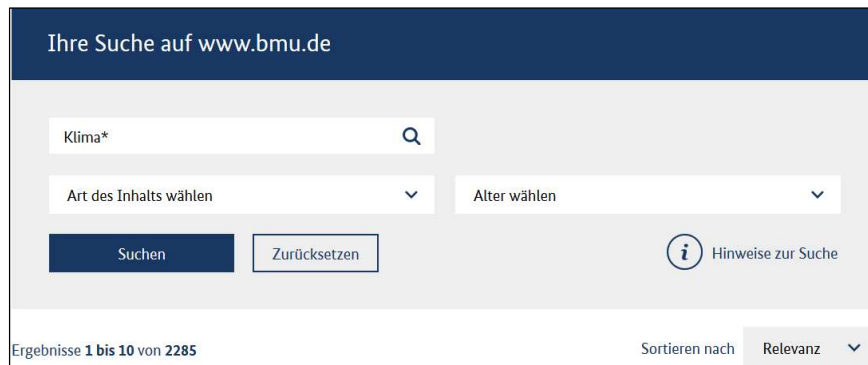 Ihre Suche auf www.bmu.de
Klima*
Art des Inhalts wählen
Alter wählen
Suchen
Zurücksetzen
i Hinweise zur Suche
Ergebnisse 1 bis 10 von 2285
Sortieren nach
Relevanz